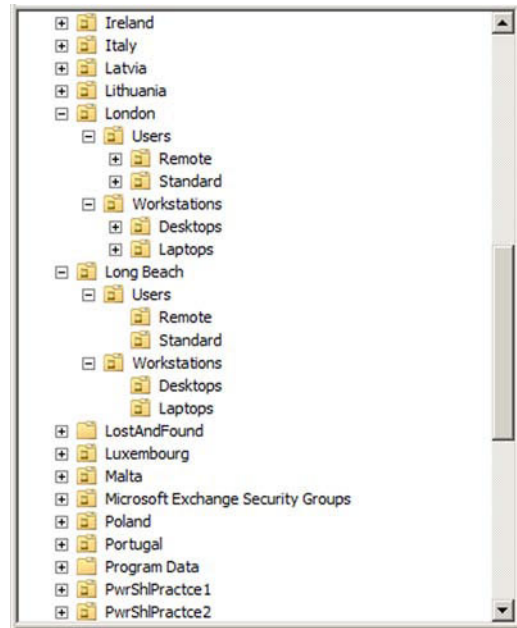 Ireland
Italy
Latvia
Lithuania
London
Users
Remote
Standard
Workstations
Desktops
Laptops
Long Beach
Users
Remote
Standard
Workstations
Desktops
Laptops
LostAndFound
Luxembourg
Malta
Microsoft Exchange Security Groups
Poland
Portugal
Program Data
PwrShlPractce1
PwrShlPractce2